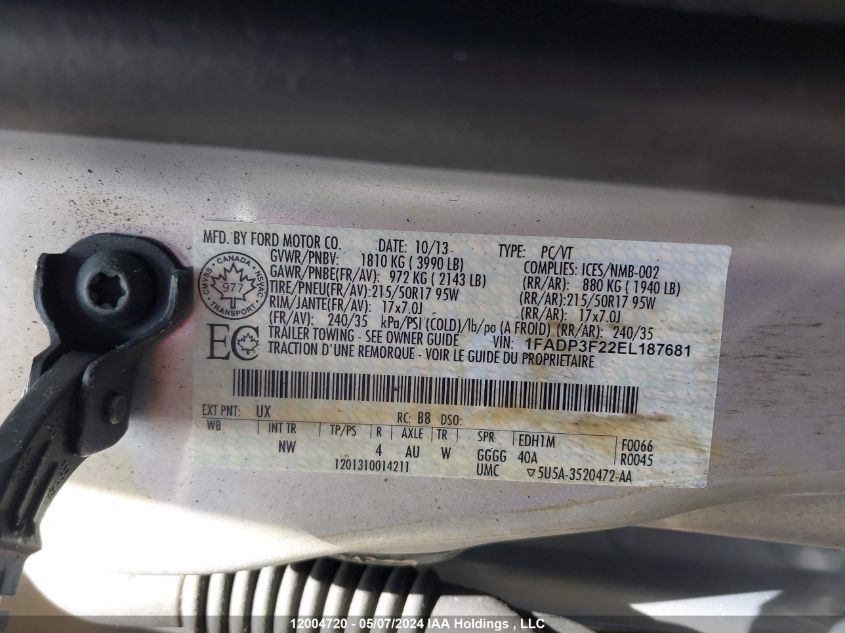 MFD. BY FORD MOTOR CO. DATE: 10/13 TYPE: PC/VT
GVWR/PNBV: 1810 KG ( 3990 LB) COMPLIES: ICES/NMB-002
GAWR/PNBE(FR/AV): 972 KG ( 2143 LB) (RR/AR): 880 KG ( 1940 LB)
TIRE/PNEU(FR/AV):215/50R17 95W (RR/AR):215/50R17 95W
RIM/JANTE(FR/AV): 17x7.0J (RR/AR): 17x7.0J
(FR/AV): 240/35 kPa/PSI (COLD)/lb/po (A FROID) (RR/AR): 240/35
TRAILER TOWING - SEE OWNER GUIDE VIN: 1FADP3F22EL187681
TRACTION D'UNE REMORQUE - VOIR LE GUIDE DU PROPRIETAIRE
CANADA
CMVSS NSVAC
977
TRANSPORT
EC
EXT PNT: UX RC: B8 DSO:
WB INT TR TP/PS R AXLE TR SPR EDH1M F0066
NW 4 AU W GGGG 40A R0045
1201310014211 UMC ▽5U5A-3520472-AA
12004720 - 05/07/2024 IAA Holdings , LLC